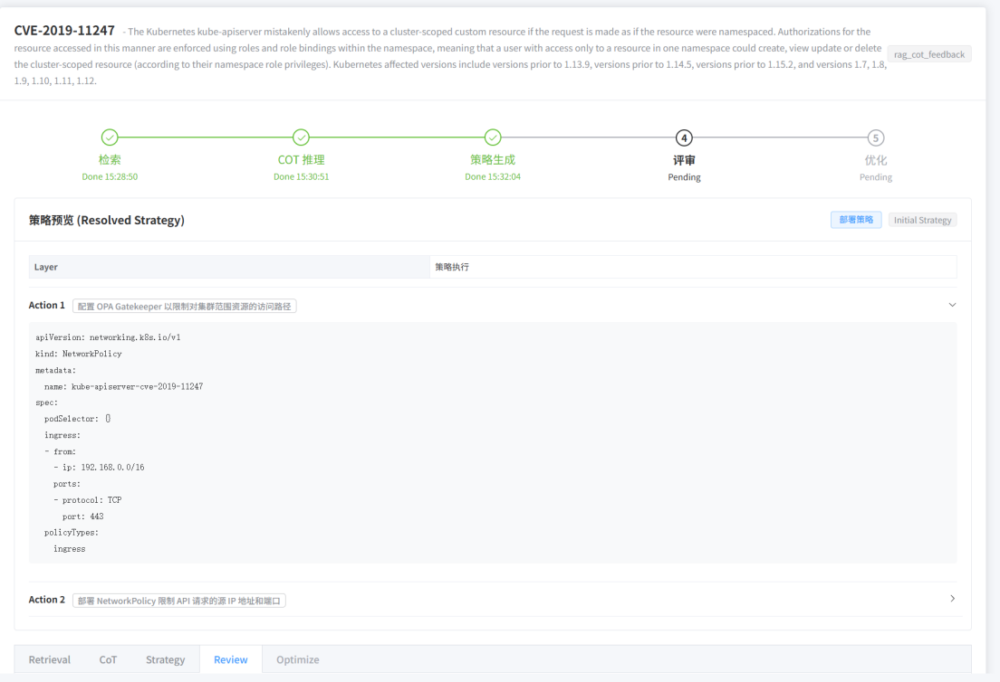 CVE-2019-11247 - The Kubernetes kube-apiserver mistakenly allows access to a cluster-scoped custom resource if the request is made as if the resource were namespaced. Authorizations for the
resource accessed in this manner are enforced using roles and role bindings within the namespace, meaning that a user with access only to a resource in one namespace could create, view update or delete
the cluster-scoped resource (according to their namespace role privileges). Kubernetes affected versions include versions prior to 1.13.9, versions prior to 1.14.5, versions prior to 1.15.2, and versions 1.7, 1.8,
1.9, 1.10, 1.11, 1.12.
rag_cot_feedback
检索
Done 15:28:50
COT 推理
Done 15:30:51
策略生成
Done 15:32:04
4
评审
Pending
5
优化
Pending
策略预览 (Resolved Strategy)
部署策略
Initial Strategy
Layer
策略执行
Action 1 配置 OPA Gatekeeper 以限制对集群范围资源的访问路径
apiVersion: networking.k8s.io/v1
kind: NetworkPolicy
metadata:
  name: kube-apiserver-cve-2019-11247
spec:
  podSelector: {}
  ingress:
  - from:
    - ip: 192.168.0.0/16
    ports:
    - protocol: TCP
      port: 443
  policyTypes:
    ingress
Action 2 部署 NetworkPolicy 限制 API 请求的源 IP 地址和端口
Retrieval CoT Strategy Review Optimize